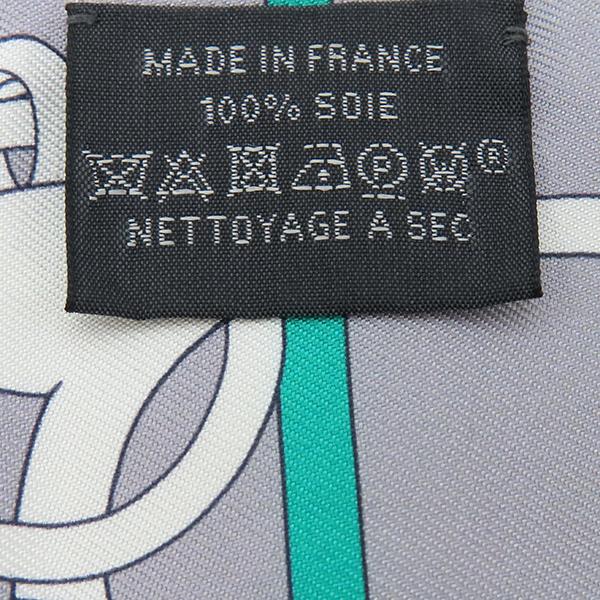 MADE IN FRANCE
100% SOIE
P W ®
NETTOYAGE A SEC